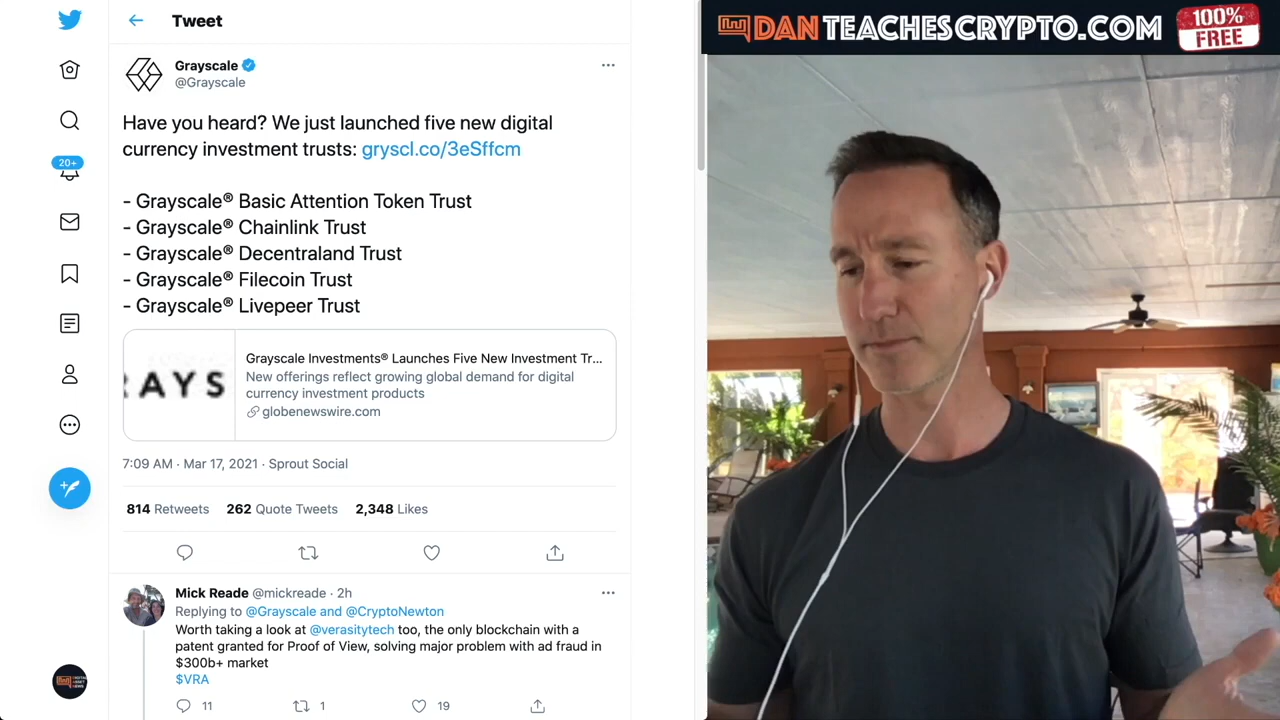 Tweet
Grayscale
@Grayscale
Have you heard? We just launched five new digital
currency investment trusts: gryscl.co/3eSffcm
- Grayscale® Basic Attention Token Trust
- Grayscale® Chainlink Trust
- Grayscale® Decentraland Trust
- Grayscale® Filecoin Trust
- Grayscale® Livepeer Trust
RAYS
Grayscale Investments® Launches Five New Investment Tr...
New offerings reflect growing global demand for digital
currency investment products
globenewswire.com
7:09 AM · Mar 17, 2021 · Sprout Social
814 Retweets 262 Quote Tweets 2,348 Likes
Mick Reade @mickreade · 2h
Replying to @Grayscale and @CryptoNewton
Worth taking a look at @verasitytech too, the only blockchain with a
patent granted for Proof of View, solving major problem with ad fraud in
$300b+ market
$VRA
11 1 19
20+
DANTEACHESCRYPTO.COM
100%
FREE